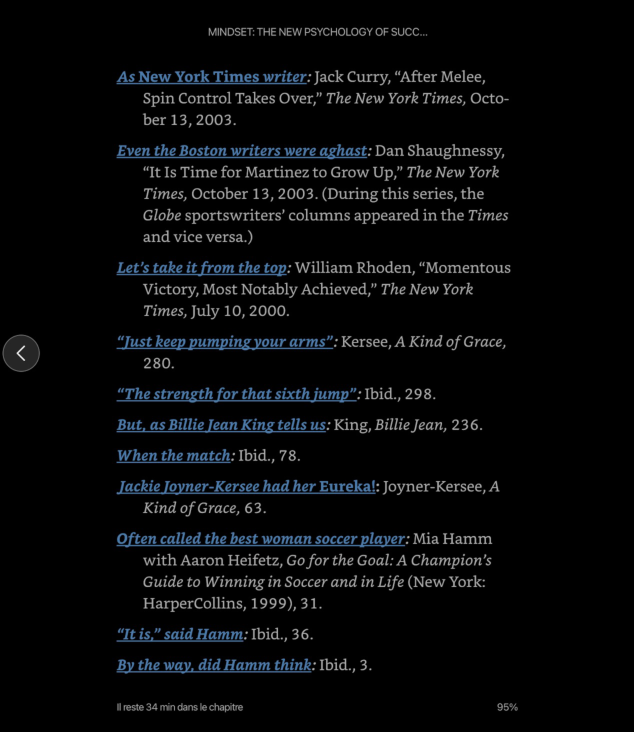 MINDSET: THE NEW PSYCHOLOGY OF SUCC...
As New York Times writer: Jack Curry, “After Melee,
Spin Control Takes Over,” The New York Times, Octo-
ber 13, 2003.
Even the Boston writers were aghast: Dan Shaughnessy,
“It Is Time for Martinez to Grow Up,” The New York
Times, October 13, 2003. (During this series, the
Globe sportswriters’ columns appeared in the Times
and vice versa.)
Let’s take it from the top: William Rhoden, “Momentous
Victory, Most Notably Achieved,” The New York
Times, July 10, 2000.
“Just keep pumping your arms”: Kersee, A Kind of Grace,
280.
“The strength for that sixth jump”: Ibid., 298.
But, as Billie Jean King tells us: King, Billie Jean, 236.
When the match: Ibid., 78.
Jackie Joyner-Kersee had her Eureka!: Joyner-Kersee, A
Kind of Grace, 63.
Often called the best woman soccer player: Mia Hamm
with Aaron Heifetz, Go for the Goal: A Champion’s
Guide to Winning in Soccer and in Life (New York:
HarperCollins, 1999), 31.
“It is,” said Hamm: Ibid., 36.
By the way, did Hamm think: Ibid., 3.
Il reste 34 min dans le chapitre
95%